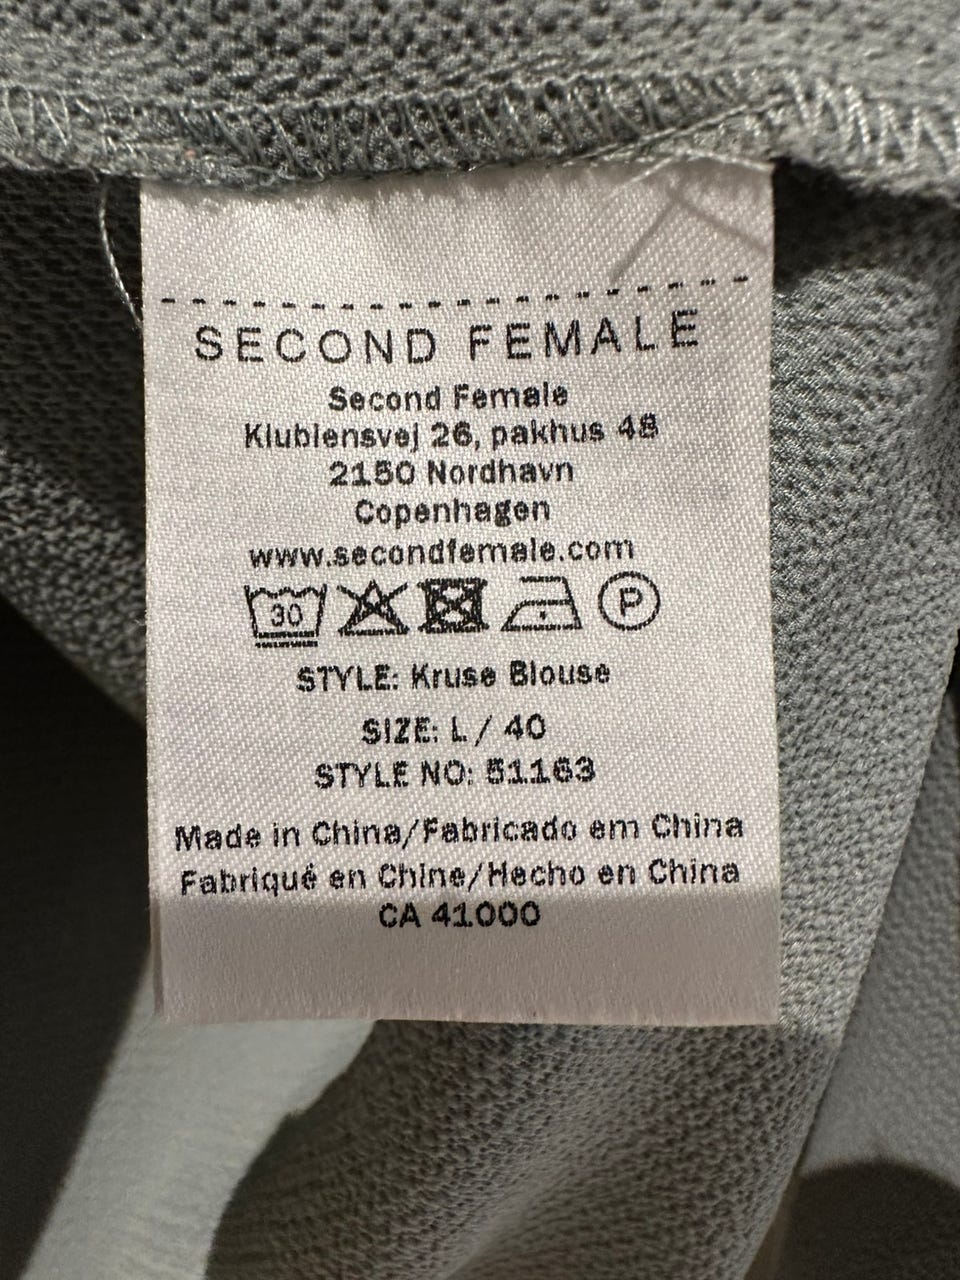 SECOND FEMALE
Second Female
Klubiensvej 26, pakhus 48
2150 Nordhavn
Copenhagen
www.secondfemale.com
30 P
STYLE: Kruse Blouse
SIZE: L / 40
STYLE NO: 51163
Made in China/Fabricado em China
Fabriqué en Chine/Hecho en China
CA 41000